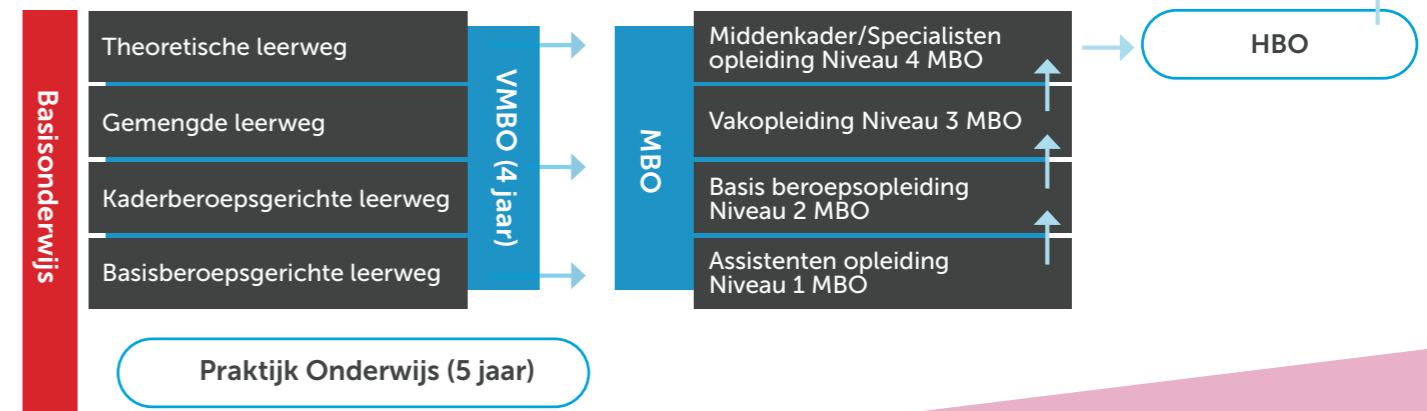 Basisonderwijs
Theoretische leerweg
Gemengde leerweg
Kaderberoepsgerichte leerweg
Basisberoepsgerichte leerweg
VMBO (4 jaar)
MBO
Middenkader/Specialisten
opleiding Niveau 4 MBO
Vakopleiding Niveau 3 MBO
Basis beroepsopleiding
Niveau 2 MBO
Assistenten opleiding
Niveau 1 MBO
HBO
Praktijk Onderwijs (5 jaar)